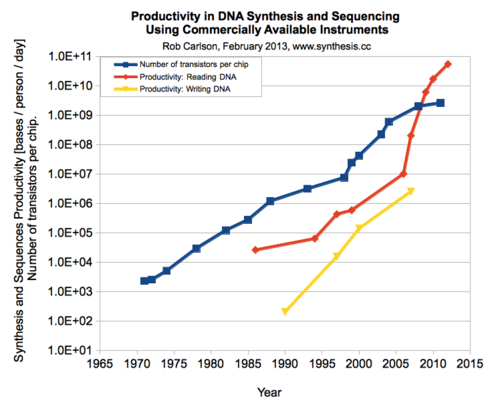 Productivity in DNA Synthesis and Sequencing
Using Commercially Available Instruments
Rob Carlson, February 2013, www.synthesis.cc
Number of transistors per chip
Productivity: Reading DNA
Productivity: Writing DNA
Synthesis and Sequences Productivity [bases / person / day]
Number of transistors per chip.
1.0E+11
1.0E+10
1.0E+09
1.0E+08
1.0E+07
1.0E+06
1.0E+05
1.0E+04
1.0E+03
1.0E+02
1.0E+01
1965 1970 1975 1980 1985 1990 1995 2000 2005 2010 2015
Year